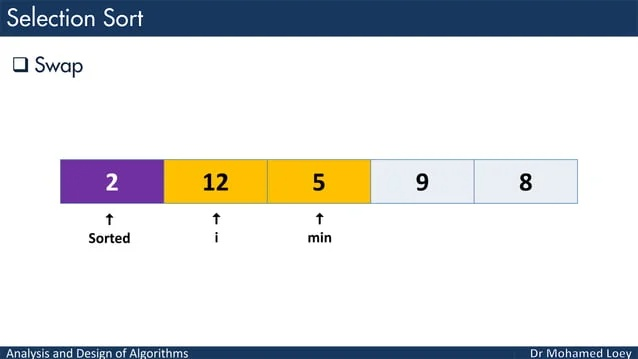 Selection Sort
❑ Swap
2 12 5 9 8
↑ ↑ ↑
Sorted i min
Analysis and Design of Algorithms Dr Mohamed Loey